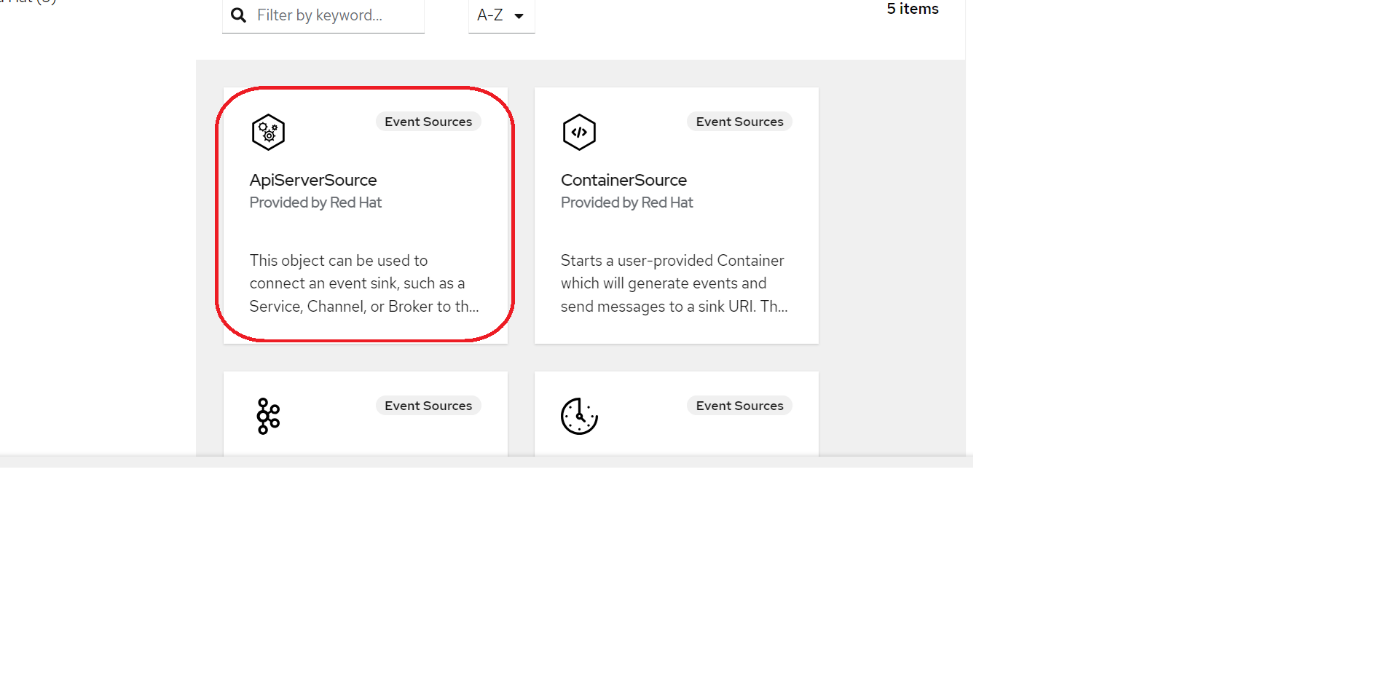 Filter by keyword...
A-Z
5 items
Event Sources
ApiServerSource
Provided by Red Hat
This object can be used to
connect an event sink, such as a
Service, Channel, or Broker to th...
Event Sources
ContainerSource
Provided by Red Hat
Starts a user-provided Container
which will generate events and
send messages to a sink URI. Th...
Event Sources
Event Sources